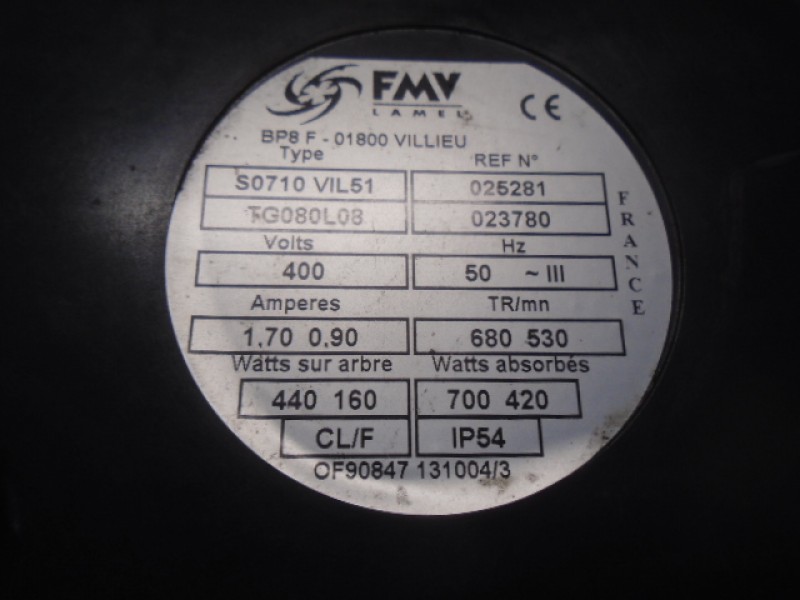 FMV
LAMEL
CE
BP8 F - 01800 VILLIEU
Type REF N°
S0710 VIL51 025281
TG080L08 023780
Volts Hz
400 50 ~ III
Amperes TR/mn
1,70 0,90 680 530
Watts sur arbre Watts absorbés
440 160 700 420
CL/F IP54
OF90847 131004/3
FRANCE